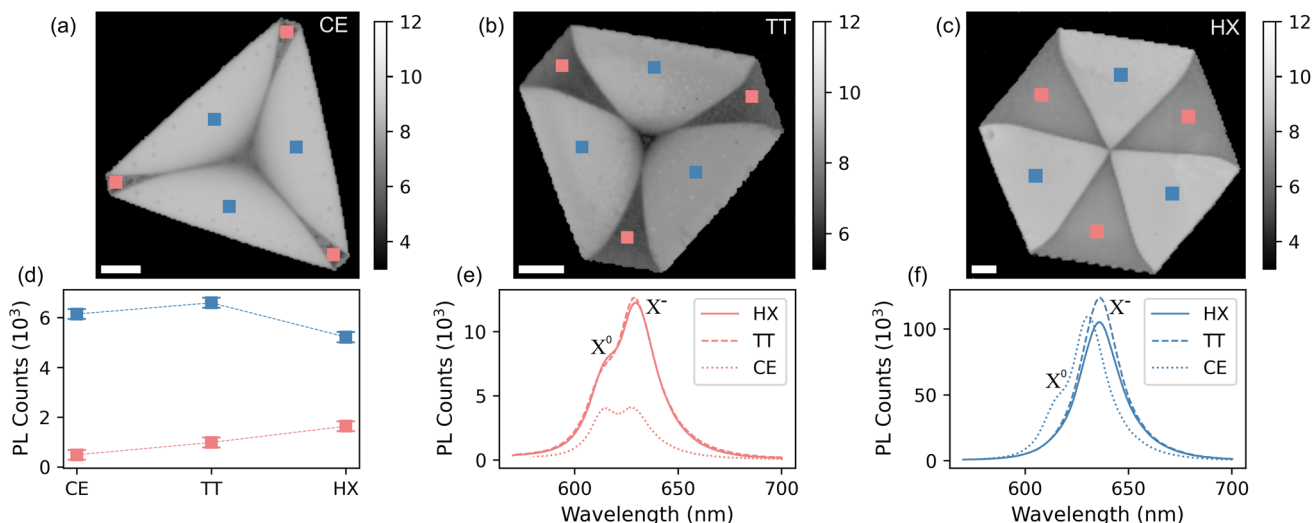 (a)
CE
12
10
8
6
4
(b)
TT
12
10
8
6
(c)
HX
12
10
8
6
4
(d)
PL Counts (10³)
6
4
2
0
CE
TT
HX
(e)
PL Counts (10³)
10
5
0
X⁰
X⁻
HX
TT
CE
600
650
700
Wavelength (nm)
(f)
PL Counts (10³)
100
50
0
X⁰
X⁻
HX
TT
CE
600
650
700
Wavelength (nm)